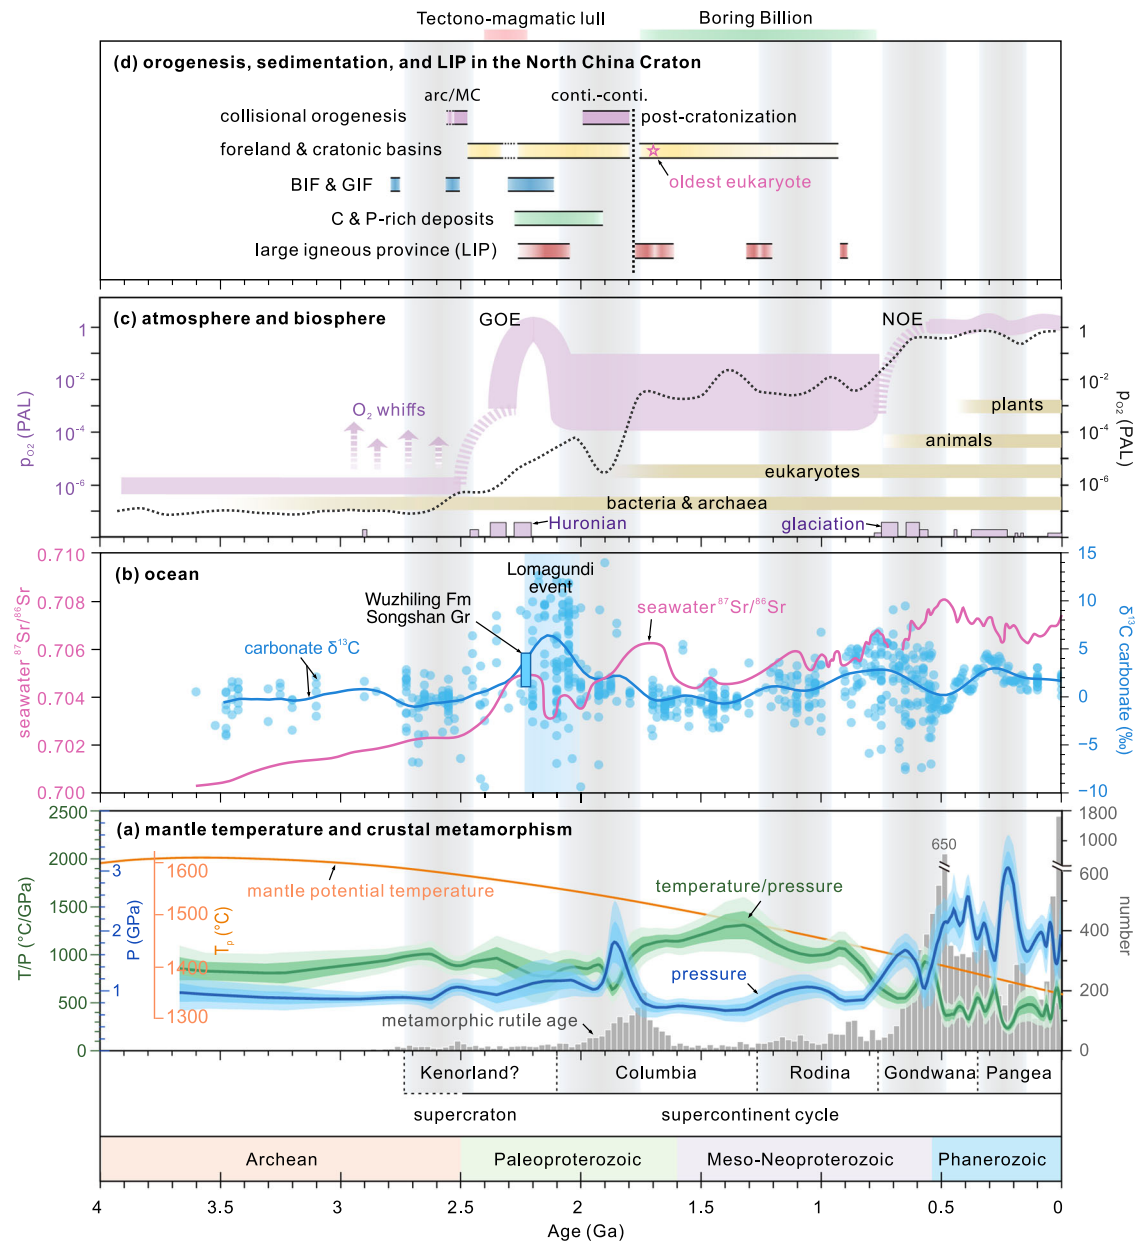 Tectono-magmatic lull
Boring Billion
(d) orogenesis, sedimentation, and LIP in the North China Craton
arc/MC
conti.-conti.
collisional orogenesis
post-cratonization
foreland & cratonic basins
oldest eukaryote
BIF & GIF
C & P-rich deposits
large igneous province (LIP)
(c) atmosphere and biosphere
GOE
NOE
1
10⁻²
10⁻⁴
10⁻⁶
pO2 (PAL)
O2 whiffs
1
10⁻²
10⁻⁴
10⁻⁶
pO2 (PAL)
plants
animals
eukaryotes
bacteria & archaea
Huronian
glaciation
(b) ocean
0.710
0.708
0.706
0.704
0.702
0.700
seawater ⁸⁷Sr/⁸⁶Sr
Lomagundi
event
Wuzhiling Fm
Songshan Gr
seawater ⁸⁷Sr/⁸⁶Sr
carbonate δ¹³C
15
10
5
0
−5
−10
δ¹³C carbonate (‰)
(a) mantle temperature and crustal metamorphism
2500
2000
1500
1000
500
0
T/P (°C/GPa)
3
2
1
P (GPa)
1600
1500
1400
1300
Tp (°C)
mantle potential temperature
temperature/pressure
pressure
metamorphic rutile age
650
1800
1000
600
400
200
0
number
Kenorland?
Columbia
Rodina
Gondwana
Pangea
supercraton
supercontinent cycle
Archean
Paleoproterozoic
Meso-Neoproterozoic
Phanerozoic
4
3.5
3
2.5
2
1.5
1
0.5
0
Age (Ga)